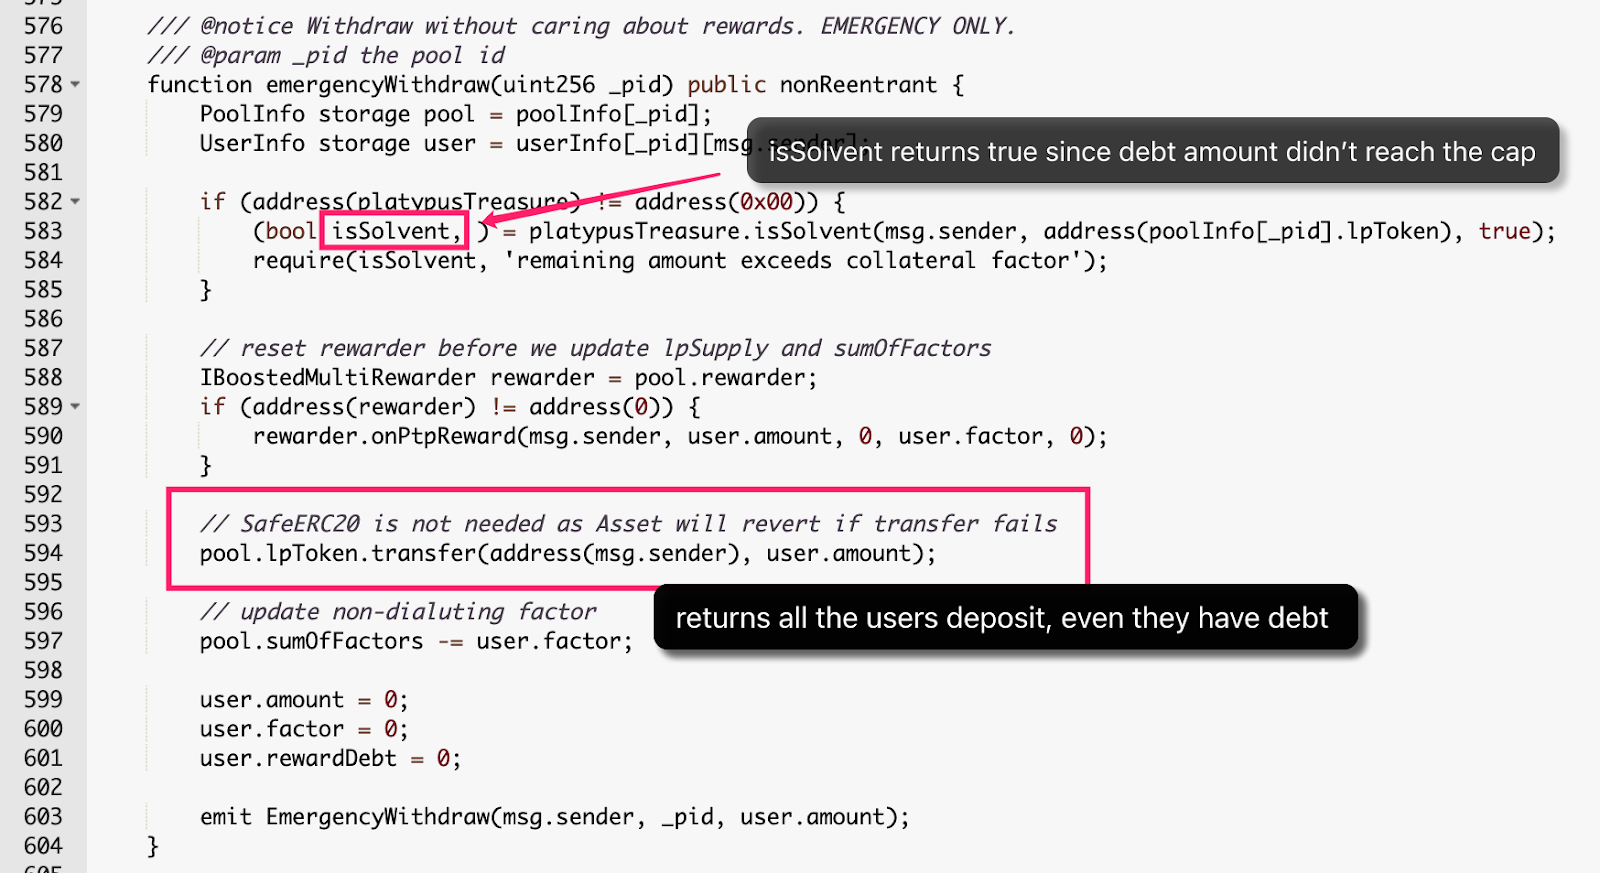 576 /// @notice Withdraw without caring about rewards. EMERGENCY ONLY.
577 /// @param _pid the pool id
578 function emergencyWithdraw(uint256 _pid) public nonReentrant {
579 PoolInfo storage pool = poolInfo[_pid];
580 UserInfo storage user = userInfo[_pid][msg.sender];
isSolvent returns true since debt amount didn’t reach the cap
581
582 if (address(platypusTreasure) != address(0x00)) {
583 (bool isSolvent, ) = platypusTreasure.isSolvent(msg.sender, address(poolInfo[_pid].lpToken), true);
584 require(isSolvent, 'remaining amount exceeds collateral factor');
585 }
586
587 // reset rewarder before we update lpSupply and sumOfFactors
588 IBoostedMultiRewarder rewarder = pool.rewarder;
589 if (address(rewarder) != address(0)) {
590 rewarder.onPtpReward(msg.sender, user.amount, 0, user.factor, 0);
591 }
592
593 // SafeERC20 is not needed as Asset will revert if transfer fails
594 pool.lpToken.transfer(address(msg.sender), user.amount);
595
596 // update non-dialuting factor
returns all the users deposit, even they have debt
597 pool.sumOfFactors -= user.factor;
598
599 user.amount = 0;
600 user.factor = 0;
601 user.rewardDebt = 0;
602
603 emit EmergencyWithdraw(msg.sender, _pid, user.amount);
604 }